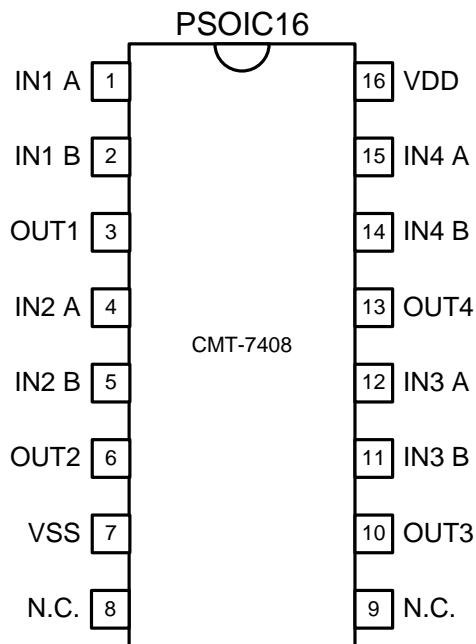 PSOIC16
IN1 A 1 16 VDD
IN1 B 2 15 IN4 A
OUT1 3 14 IN4 B
IN2 A 4 13 OUT4
CMT-7408
IN2 B 5 12 IN3 A
OUT2 6 11 IN3 B
VSS 7 10 OUT3
N.C. 8 9 N.C.